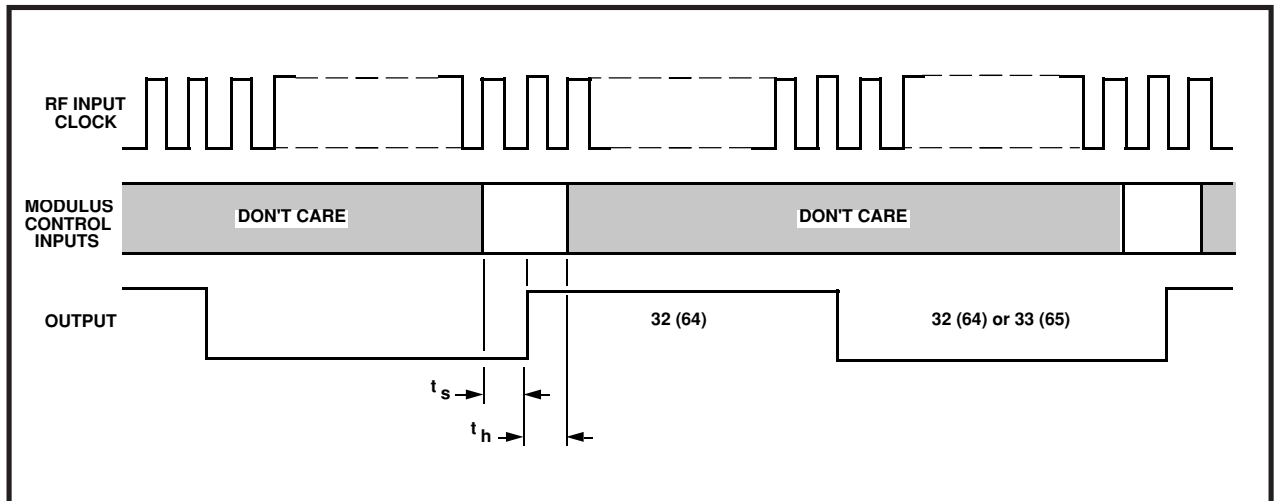 RF INPUT
CLOCK
MODULUS
CONTROL
INPUTS
DON'T CARE
DON'T CARE
OUTPUT
32 (64)
32 (64) or 33 (65)
t s
t h